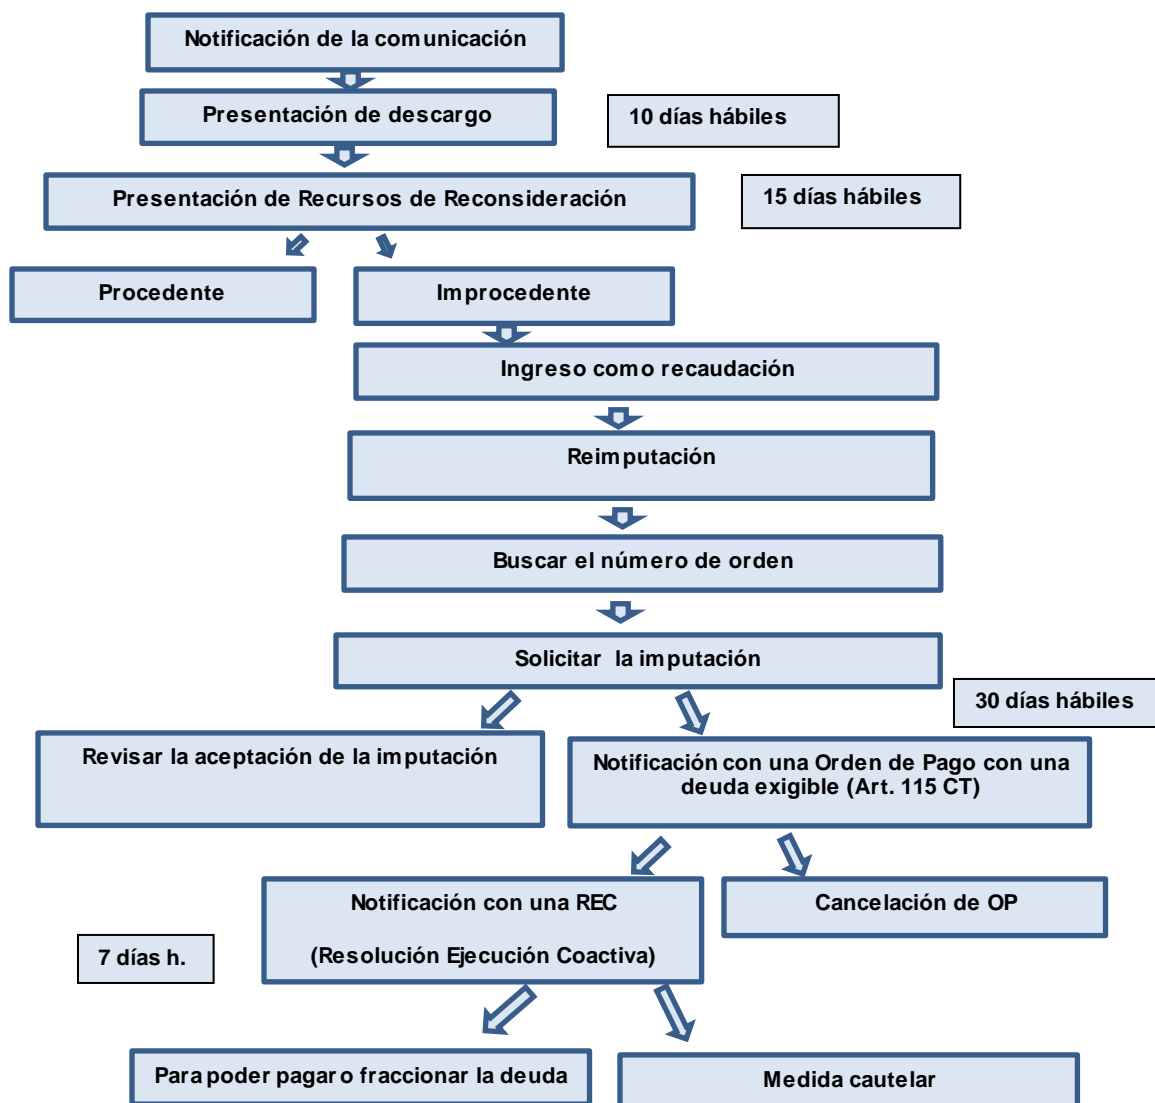 Notificación de la comunicación
Presentación de descargo
10 días hábiles
Presentación de Recursos de Reconsideración
15 días hábiles
Procedente
Improcedente
Ingreso como recaudación
Reimputación
Buscar el número de orden
Solicitar la imputación
30 días hábiles
Revisar la aceptación de la imputación
Notificación con una Orden de Pago con una
deuda exigible (Art. 115 CT)
Notificación con una REC
(Resolución Ejecución Coactiva)
Cancelación de OP
7 días h.
Para poder pagar o fraccionar la deuda
Medida cautelar